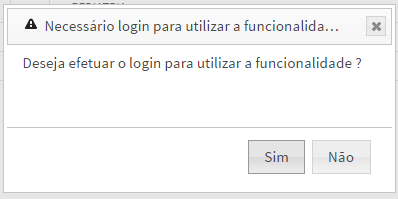 Necessário login para utilizar a funcionalida...
Deseja efetuar o login para utilizar a funcionalidade ?
Sim
Não